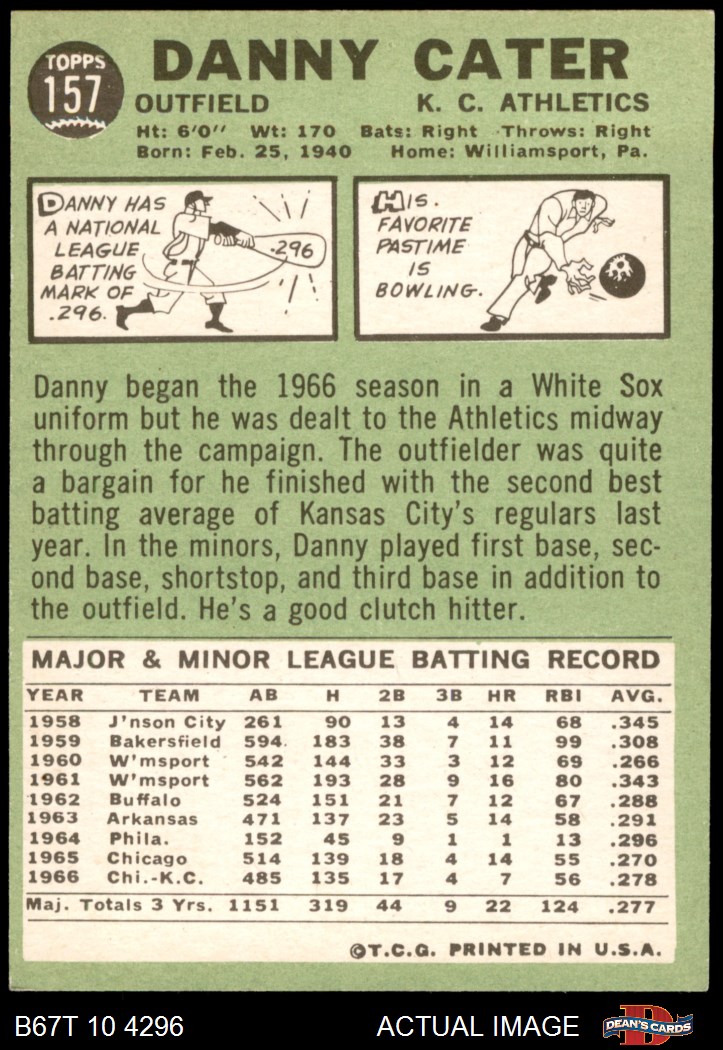 TOPPS
157
DANNY CATER
OUTFIELD K. C. ATHLETICS
Ht: 6'0" Wt: 170 Bats: Right Throws: Right
Born: Feb. 25, 1940 Home: Williamsport, Pa.
DANNY HAS
A NATIONAL
LEAGUE
BATTING
MARK OF
.296.
.296
HIS
FAVORITE
PASTIME
IS
BOWLING.
Danny began the 1966 season in a White Sox
uniform but he was dealt to the Athletics midway
through the campaign. The outfielder was quite
a bargain for he finished with the second best
batting average of Kansas City's regulars last
year. In the minors, Danny played first base, sec-
ond base, shortstop, and third base in addition to
the outfield. He's a good clutch hitter.
MAJOR & MINOR LEAGUE BATTING RECORD
YEAR TEAM AB H 2B 3B HR RBI AVG.
1958 J'nson City 261 90 13 4 14 68 .345
1959 Bakersfield 594 183 38 7 11 99 .308
1960 W'msport 542 144 33 3 12 69 .266
1961 W'msport 562 193 28 9 16 80 .343
1962 Buffalo 524 151 21 7 12 67 .288
1963 Arkansas 471 137 23 5 14 58 .291
1964 Phila. 152 45 9 1 1 13 .296
1965 Chicago 514 139 18 4 14 55 .270
1966 Chi.-K.C. 485 135 17 4 7 56 .278
Maj. Totals 3 Yrs. 1151 319 44 9 22 124 .277
©T.C.G. PRINTED IN U.S.A.
B67T 10 4296 ACTUAL IMAGE
D
DEAN'S CARDS